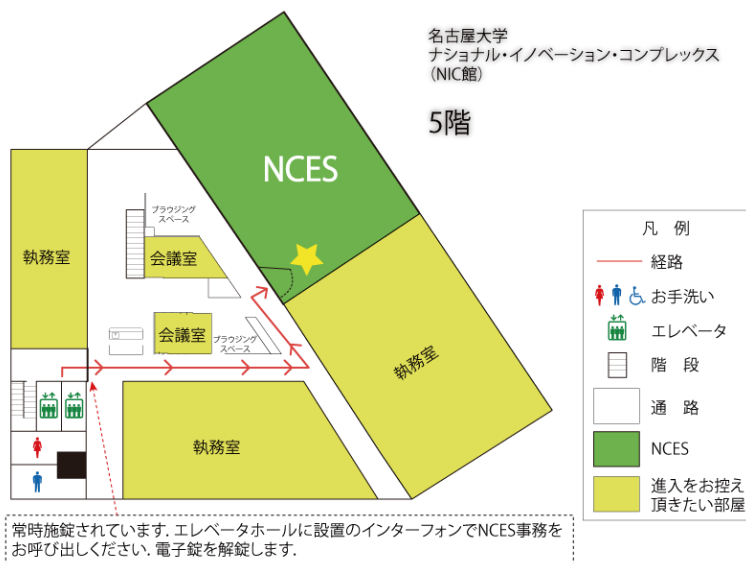 名古屋大学
ナショナル・イノベーション・コンプレックス
(NIC館)
5階
NCES
ブラウジング
スペース
執務室
会議室
会議室
ブラウジング
スペース
執務室
執務室
凡 例
経路
お手洗い
エレベータ
階 段
通 路
NCES
進入をお控え
頂きたい部屋
常時施錠されています. エレベータホールに設置のインターフォンでNCES事務を
お呼び出しください. 電子錠を解錠します.